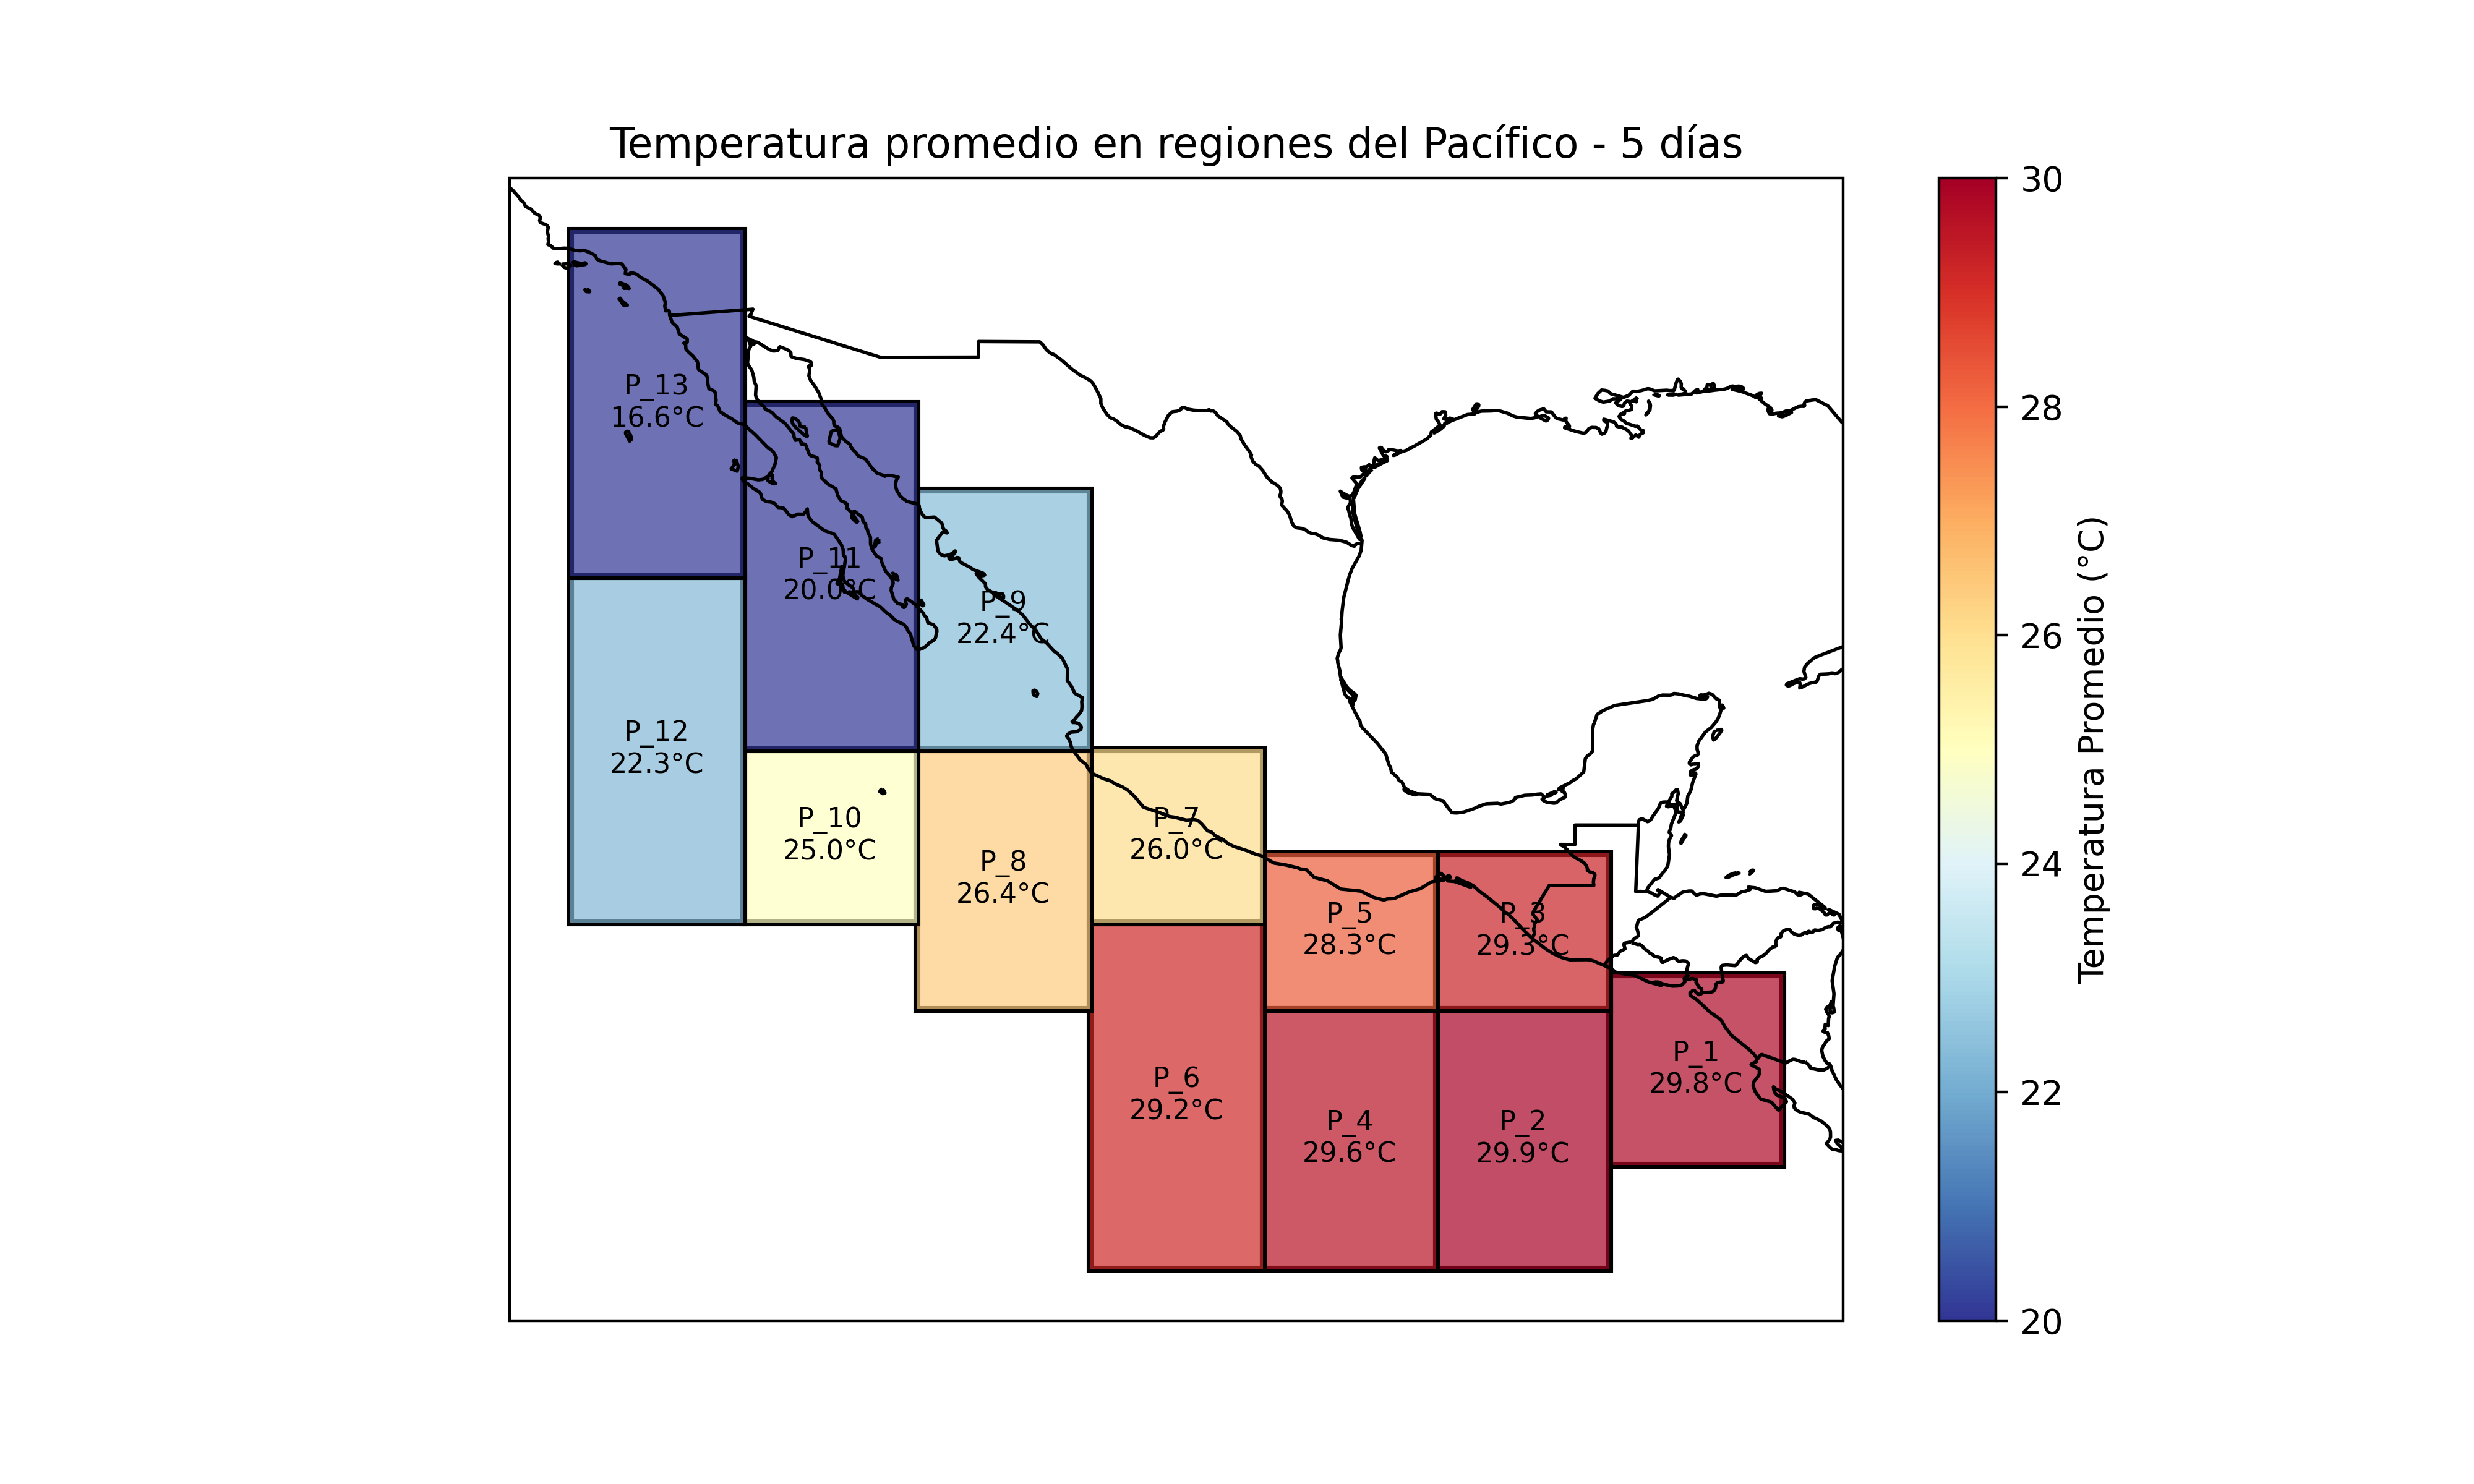 Temperatura promedio en regiones del Pacífico - 5 días
P_13
16.6°C
P_11
20.0°C
P_9
22.4°C
P_12
22.3°C
P_10
25.0°C
P_8
26.4°C
P_7
26.0°C
P_5
28.3°C
P_3
29.3°C
P_6
29.2°C
P_4
29.6°C
P_2
29.9°C
P_1
29.8°C
30
28
26
24
22
20
Temperatura Promedio (°C)